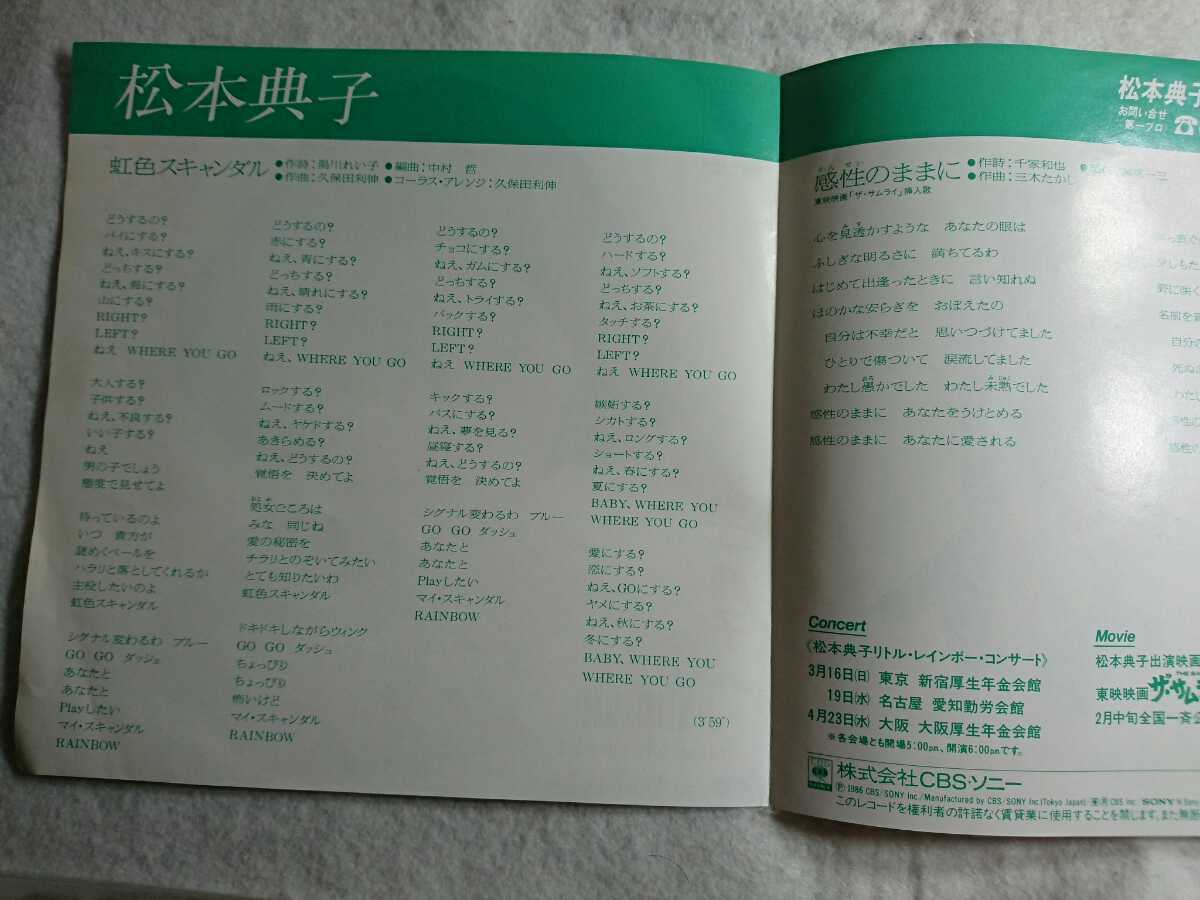 松本典子
虹色スキャンダル
●作詩:湯川れい子 ●編曲:中村 哲
●作曲:久保田利伸 ●コーラス・アレンジ:久保田利伸
どうするの?
パイにする?
ねえ、キスにする?
どっちする?
ねえ、海にする?
山にする?
RIGHT?
LEFT?
ねえ WHERE YOU GO
大人する?
子供する?
ねえ、不良する?
いい子する?
ねえ
男の子でしょう
態度で見せてよ
待っているのよ
いつ 貴方が
謎めくベールを
ハラリと落としてくれるか
主役したいのよ
虹色スキャンダル
シグナル変わるわ ブルー
GO GO ダッシュ
あなたと
あなたと
Playしたい
マイ・スキャンダル
RAINBOW
どうするの?
赤にする?
ねえ、青にする?
どっちする?
ねえ、晴れにする?
雨にする?
RIGHT?
LEFT?
ねえ、WHERE YOU GO
ロックする?
ムードする?
ねえ、ヤケドする?
あきらめる?
ねえ、どうするの?
覚悟を 決めてよ
処女ごころは
みな 同じね
愛の秘密を
チラリとのぞいてみたい
とても知りたいわ
虹色スキャンダル
ドキドキしながらウィンク
GO GO ダッシュ
ちょっぴり
ちょっぴり
怖いけど
マイ・スキャンダル
RAINBOW
どうするの?
チョコにする?
ねえ、ガムにする?
どっちする?
ねえ、トライする?
バックする?
RIGHT?
LEFT?
ねえ WHERE YOU GO
キックする?
パスにする?
ねえ、夢を見る?
昼寝する?
ねえ、どうするの?
覚悟を 決めてよ
シグナル変わるわ ブルー
GO GO ダッシュ
あなたと
あなたと
Playしたい
マイ・スキャンダル
RAINBOW
どうするの?
ハードする?
ねえ、ソフトする?
どっちする?
ねえ、お茶にする?
タッチする?
RIGHT?
LEFT?
ねえ WHERE YOU GO
嫉妬する?
シカトする?
ねえ、ロングする?
ショートする?
ねえ、春にする?
夏にする?
BABY、WHERE YOU
WHERE YOU GO
愛にする?
恋にする?
ねえ、GOにする?
ヤメにする?
ねえ、秋にする?
冬にする?
BABY、WHERE YOU
WHERE YOU GO
(3′59″)
松本典子
お問い合せ
第一プロ ☎
感性のままに
東映映画「ザ・サムライ」挿入歌
●作詩:千家和也
●作曲:三木たかし
心を見透かすような あなたの眼は
ふしぎな明るさに 満ちてるわ
はじめて出逢ったときに 言い知れぬ
ほのかな安らぎを おぼえたの
自分は不幸だと 思いつづけてました
ひとりで傷ついて 涙流してました
わたし愚かでした わたし未熟でした
感性のままに あなたをうけとめる
感性のままに あなたに愛される
Concert
《松本典子リトル・レインボー・コンサート》
3月16日(日) 東京 新宿厚生年金会館
19日(水) 名古屋 愛知勤労会館
4月23日(水) 大阪 大阪厚生年金会館
※各会場とも開場5:00pm、開演6:00pmです。
Movie
松本典子出演映画
東映映画 ザ・サム
2月中旬全国一斉公
株式会社CBS・ソニー
Ⓟ1986 CBS/SONY Inc./Manufactured by CBS/SONY Inc.(Tokyo Japan)
このレコードを権利者の許諾なく賃貸業に使用することを禁じます。また無断